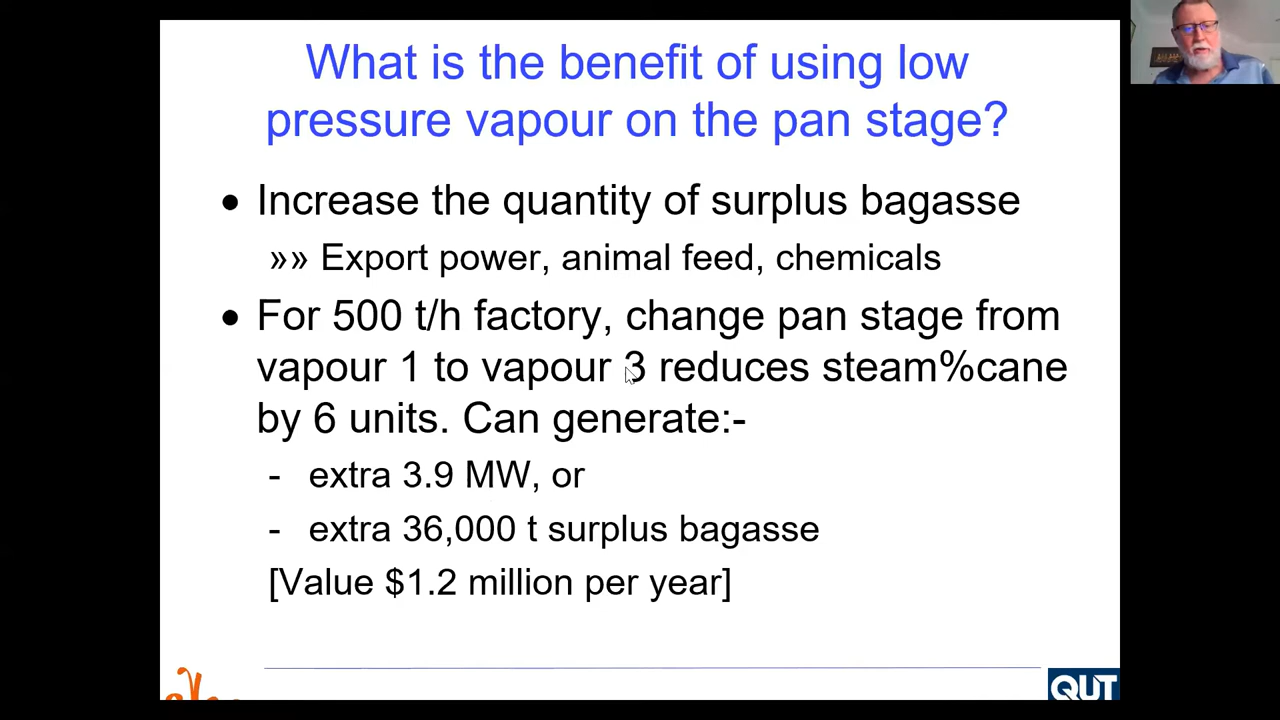 What is the benefit of using low
pressure vapour on the pan stage?
• Increase the quantity of surplus bagasse
»» Export power, animal feed, chemicals
• For 500 t/h factory, change pan stage from
vapour 1 to vapour 3 reduces steam%cane
by 6 units. Can generate:-
- extra 3.9 MW, or
- extra 36,000 t surplus bagasse
[Value $1.2 million per year]
QUT